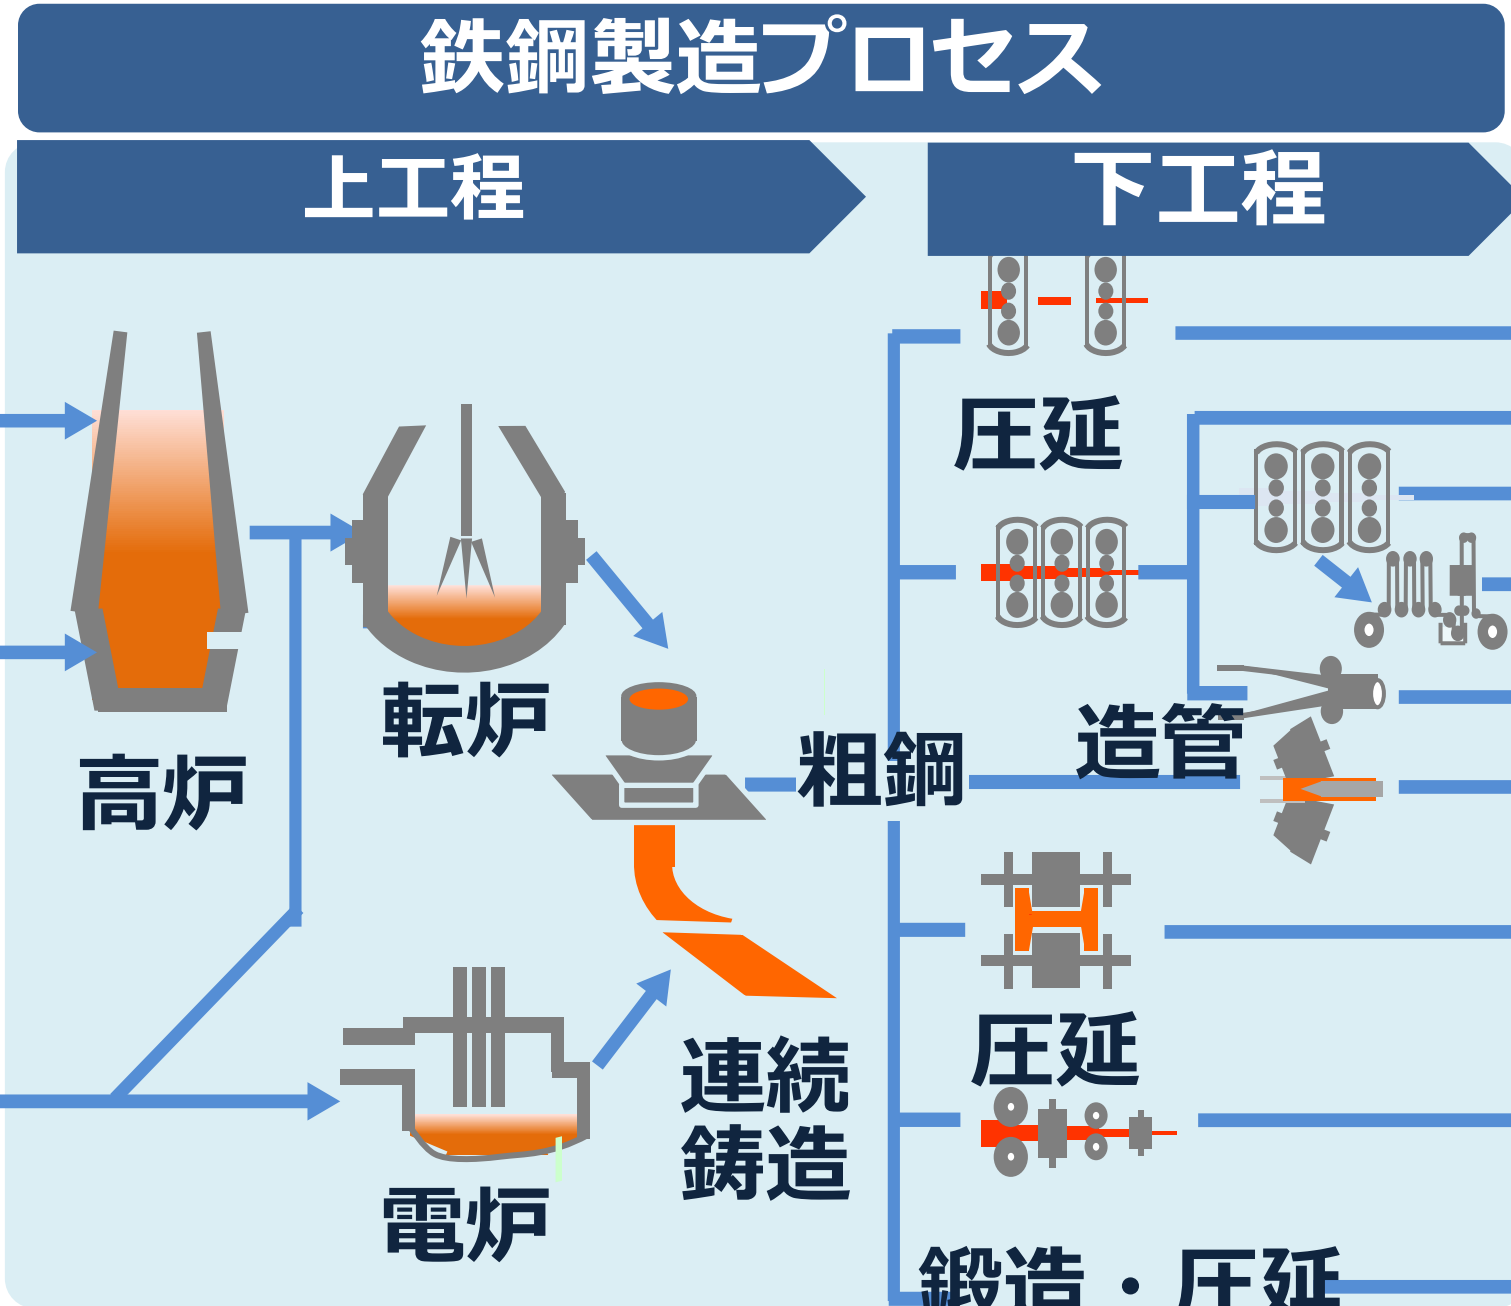 鉄鋼製造プロセス
上工程
下工程
高炉
転炉
電炉
連続
鋳造
粗鋼
圧延
造管
圧延
鍛造・圧延